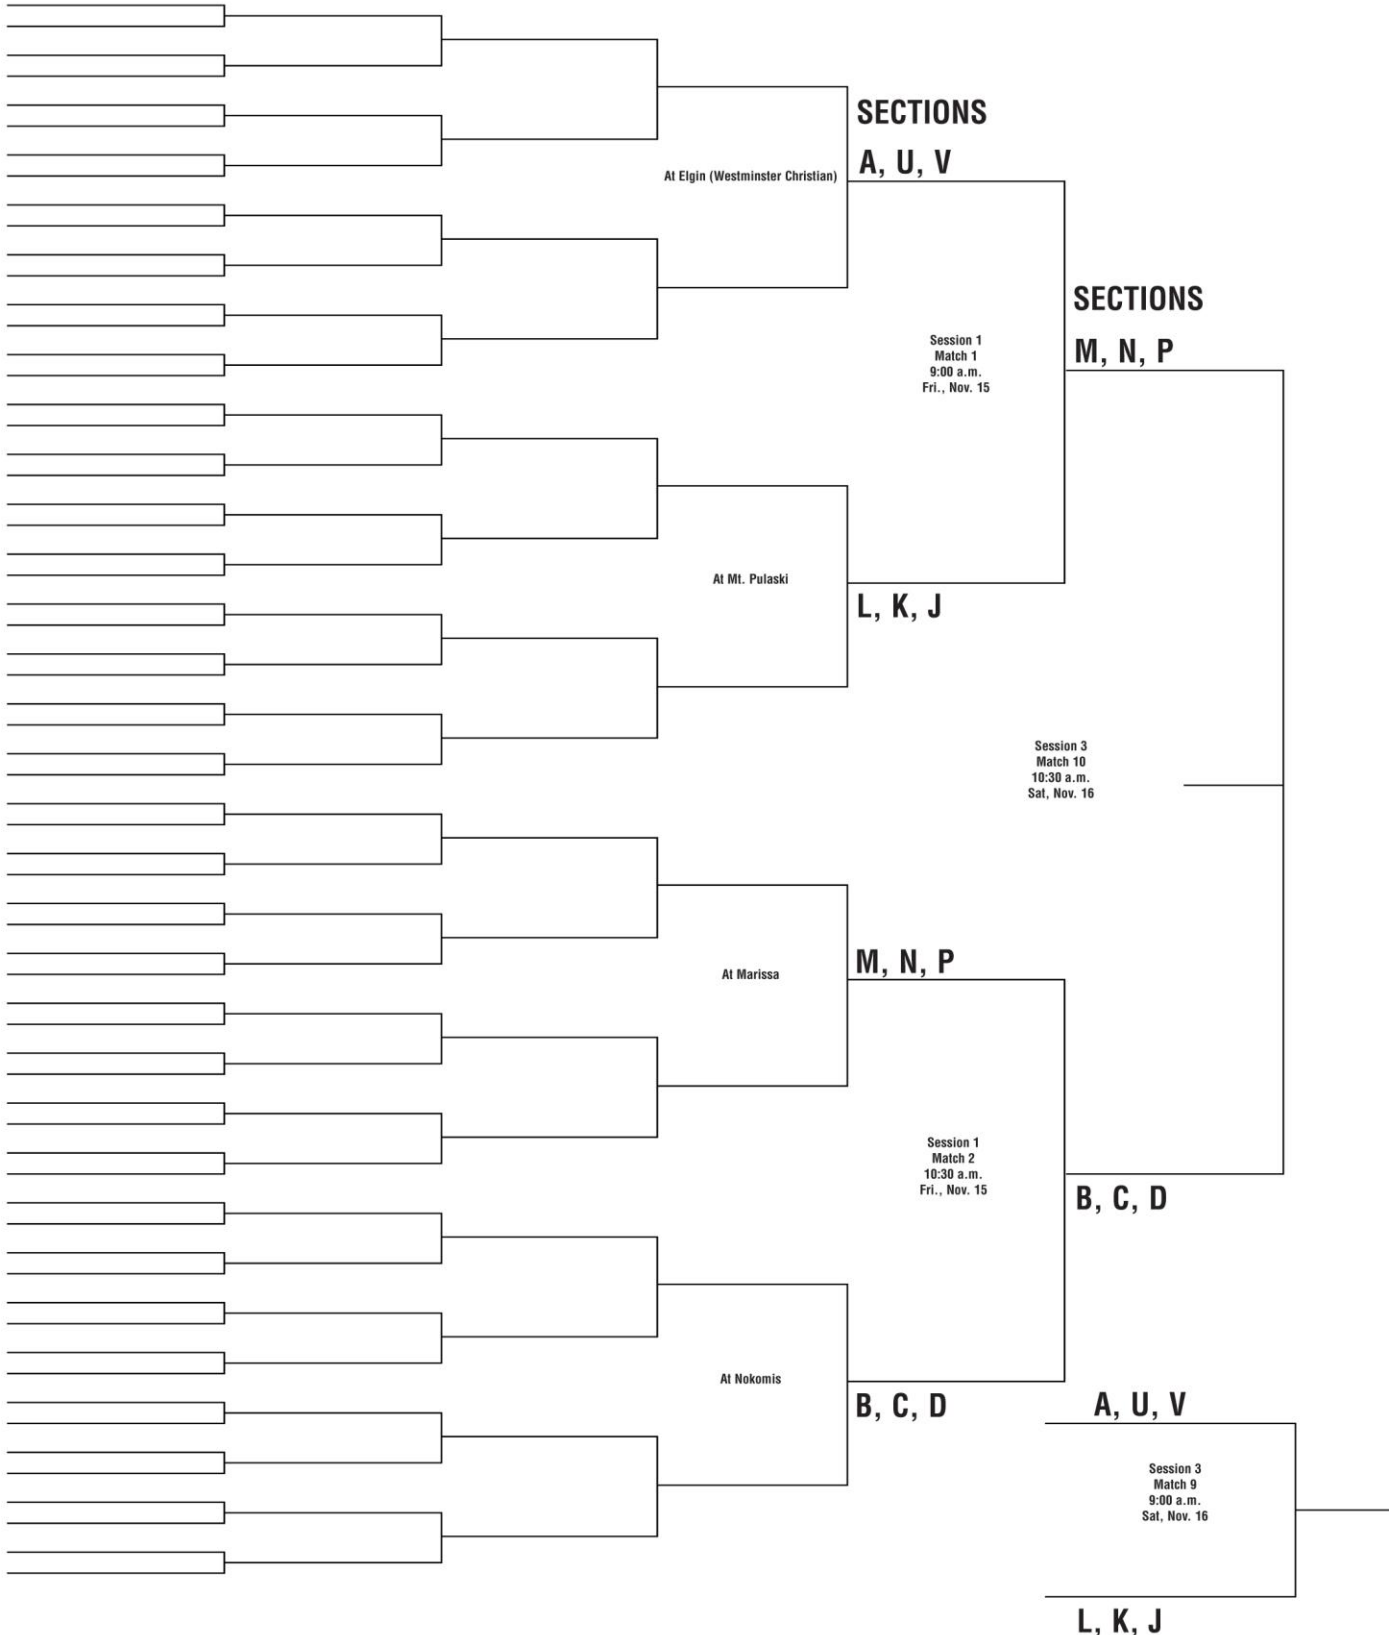 SECTIONS
At Elgin (Westminster Christian)
A, U, V
SECTIONS
Session 1
Match 1
9:00 a.m.
Fri., Nov. 15
M, N, P
At Mt. Pulaski
L, K, J
Session 3
Match 10
10:30 a.m.
Sat, Nov. 16
At Marissa
M, N, P
Session 1
Match 2
10:30 a.m.
Fri., Nov. 15
B, C, D
At Nokomis
B, C, D
A, U, V
Session 3
Match 9
9:00 a.m.
Sat, Nov. 16
L, K, J